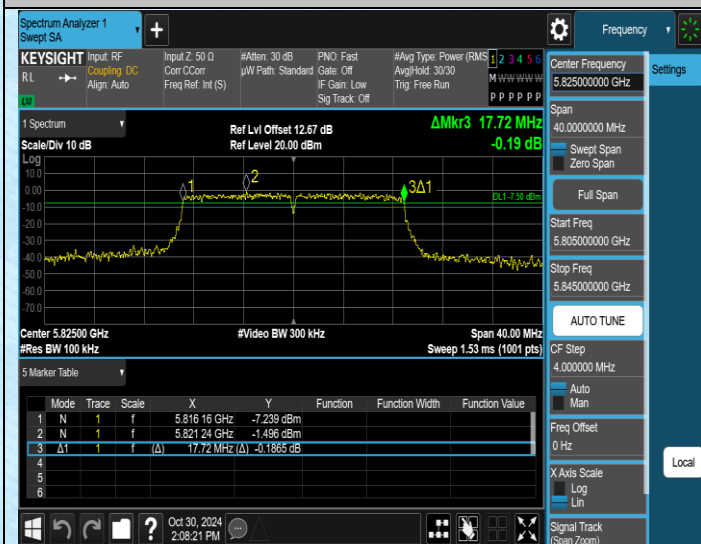 Spectrum Analyzer 1
Swept SA
+
Frequency
KEYSIGHT
R L
Input: RF
Coupling: DC
Align: Auto
Input Z: 50 Ω
Corr CCorr
Freq Ref: Int (S)
#Atten: 30 dB
µW Path: Standard
PNO: Fast
Gate: Off
IF Gain: Low
Sig Track: Off
#Avg Type: Power (RMS
Avg|Hold: 30/30
Trig: Free Run
1 2 3 4 5 6
M W W W W W
P P P P P P
1 Spectrum
Scale/Div 10 dB
Ref Lvl Offset 12.67 dB
Ref Level 20.00 dBm
ΔMkr3 17.72 MHz
-0.19 dB
Log
10.0
0.00
-10.0
-20.0
-30.0
-40.0
-50.0
-60.0
-70.0
1
2
3Δ1
DL1 -7.50 dBm
Center 5.82500 GHz
#Res BW 100 kHz
#Video BW 300 kHz
Span 40.00 MHz
Sweep 1.53 ms (1001 pts)
5 Marker Table
Mode Trace Scale X Y Function Function Width Function Value
1 N 1 f 5.816 16 GHz -7.239 dBm
2 N 1 f 5.821 24 GHz -1.496 dBm
3 Δ1 1 f (Δ) 17.72 MHz (Δ) -0.1865 dB
4
5
6
Oct 30, 2024
2:08:21 PM
Center Frequency
5.825000000 GHz
Span
40.0000000 MHz
Swept Span
Zero Span
Full Span
Start Freq
5.805000000 GHz
Stop Freq
5.845000000 GHz
AUTO TUNE
CF Step
4.000000 MHz
Auto
Man
Freq Offset
0 Hz
X Axis Scale
Log
Lin
Signal Track
(Span Zoom)
Settings
Local